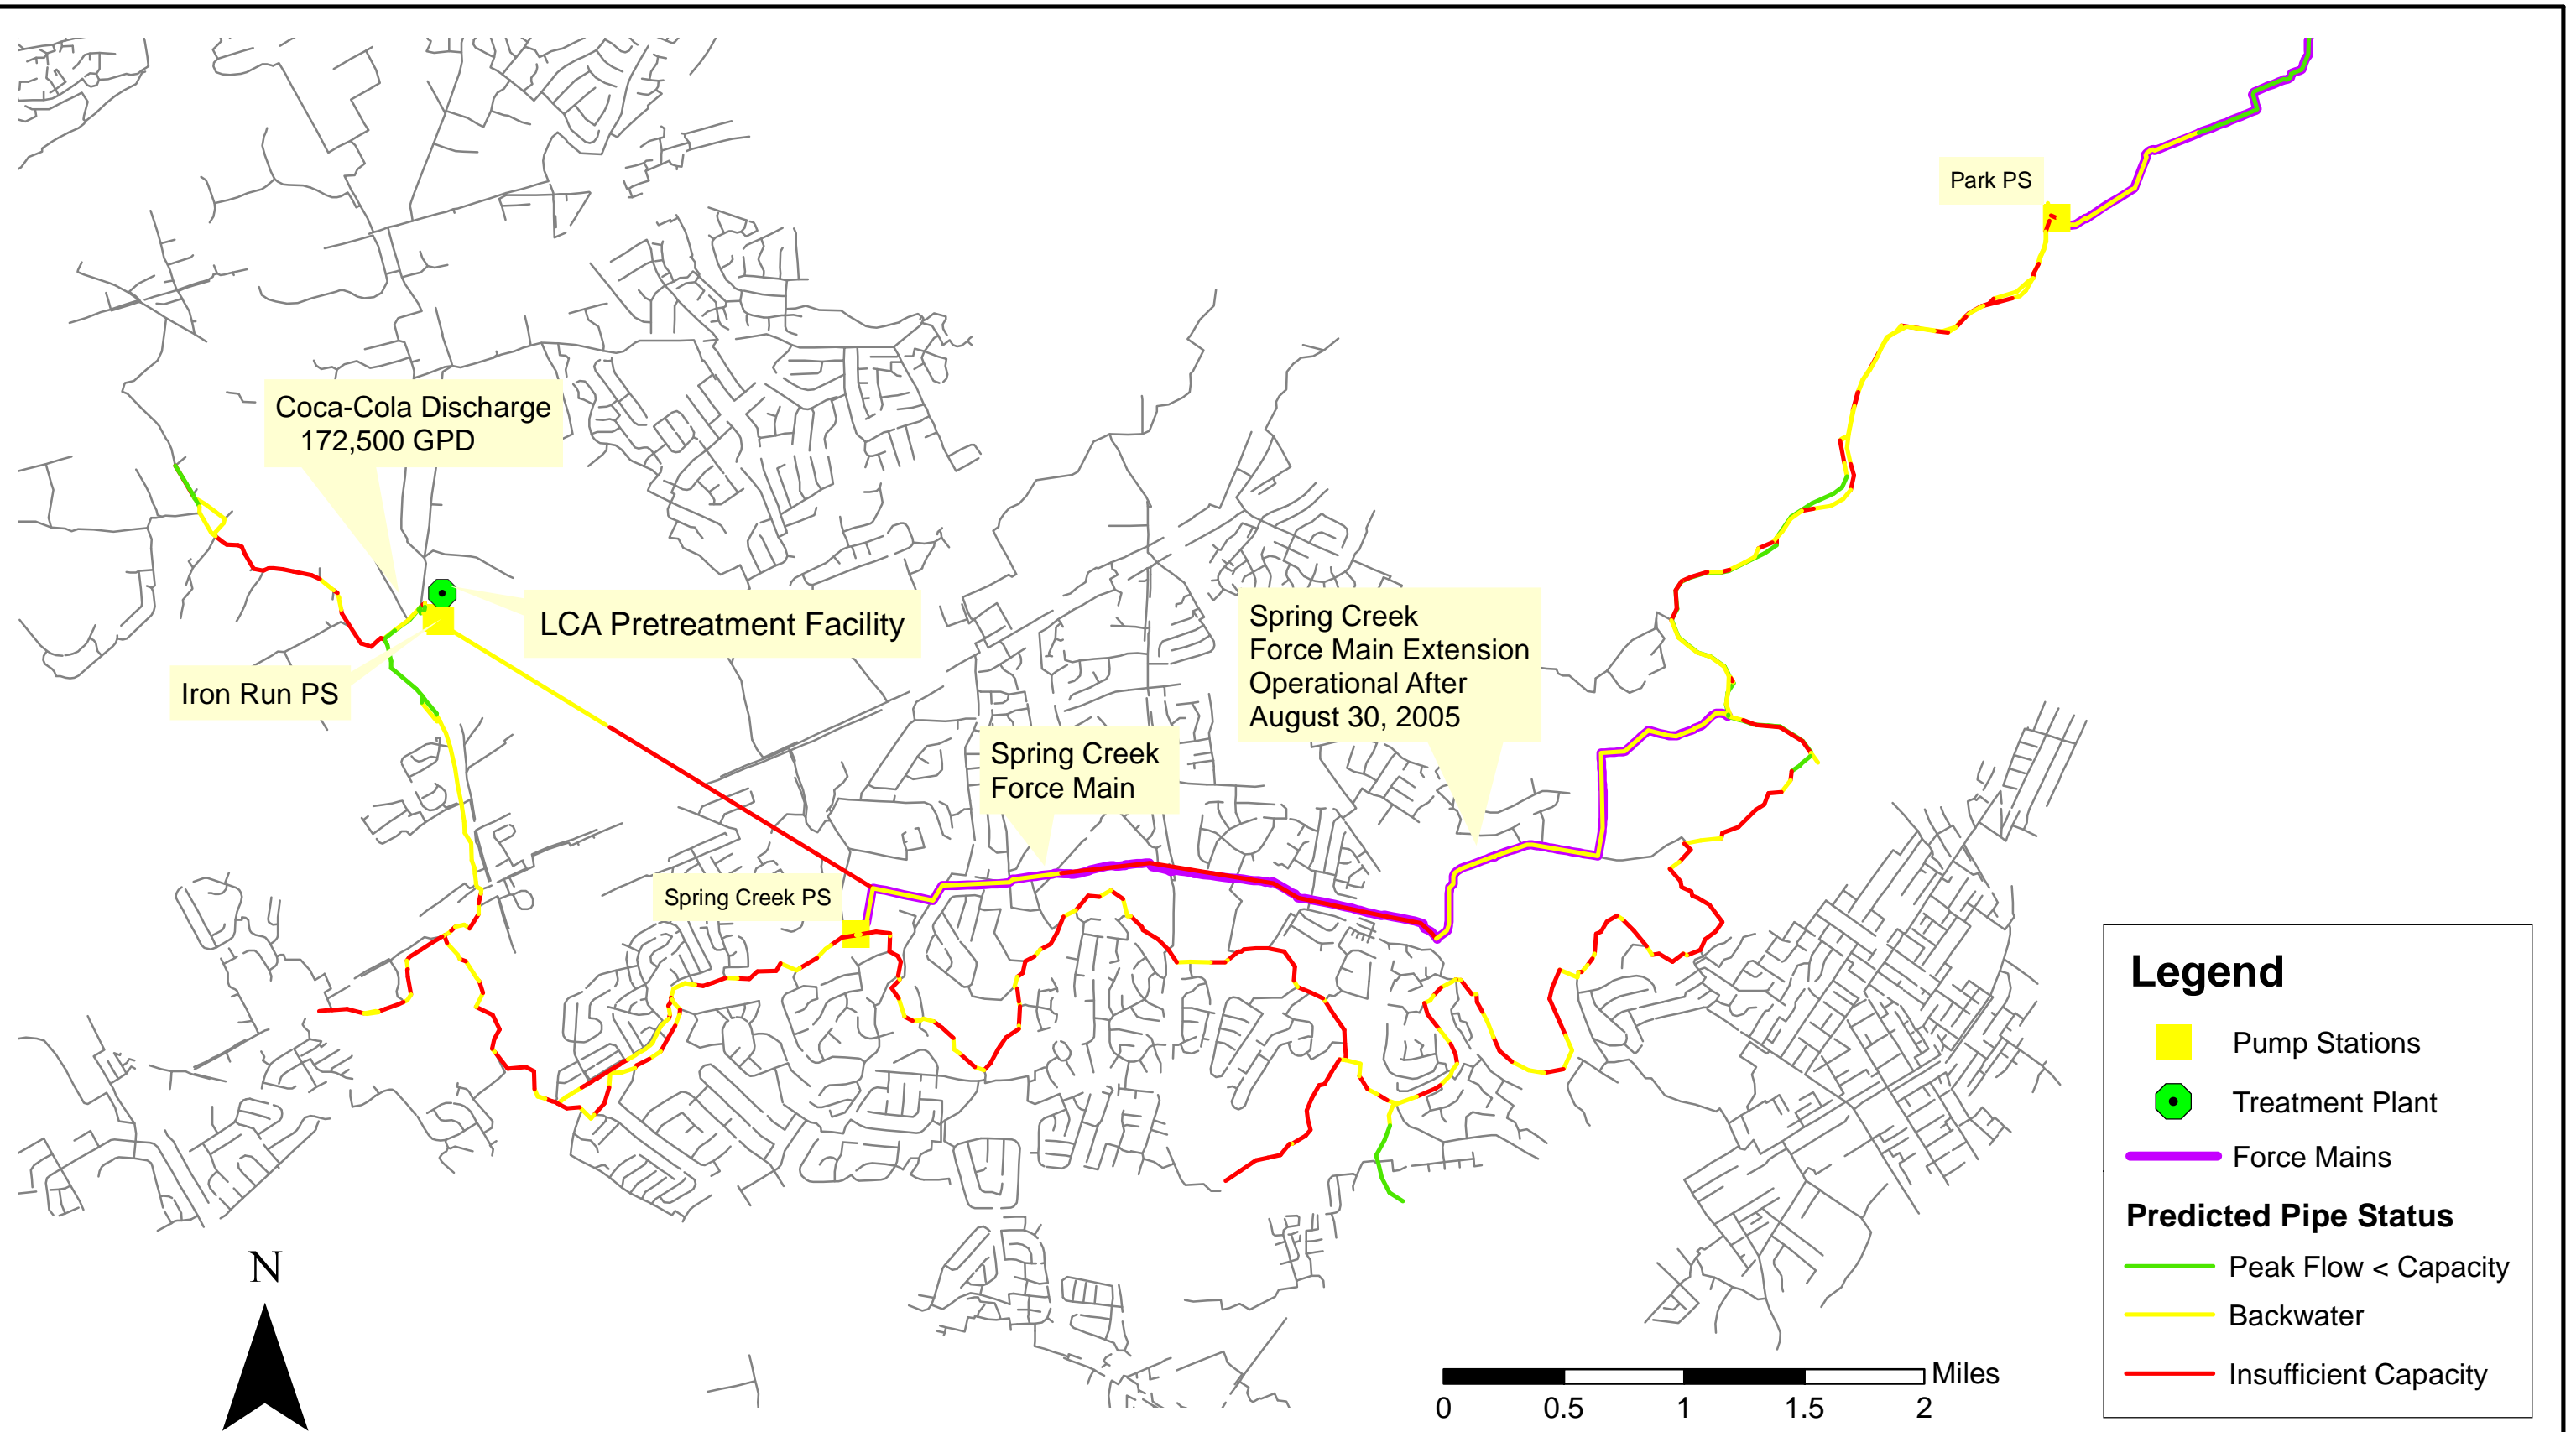 Park PS
Coca-Cola Discharge
172,500 GPD
LCA Pretreatment Facility
Iron Run PS
Spring Creek
Force Main Extension
Operational After
August 30, 2005
Spring Creek
Force Main
Spring Creek PS
Legend
Pump Stations
Treatment Plant
Force Mains
Predicted Pipe Status
Peak Flow < Capacity
Backwater
Insufficient Capacity
N
Miles
0 0.5 1 1.5 2